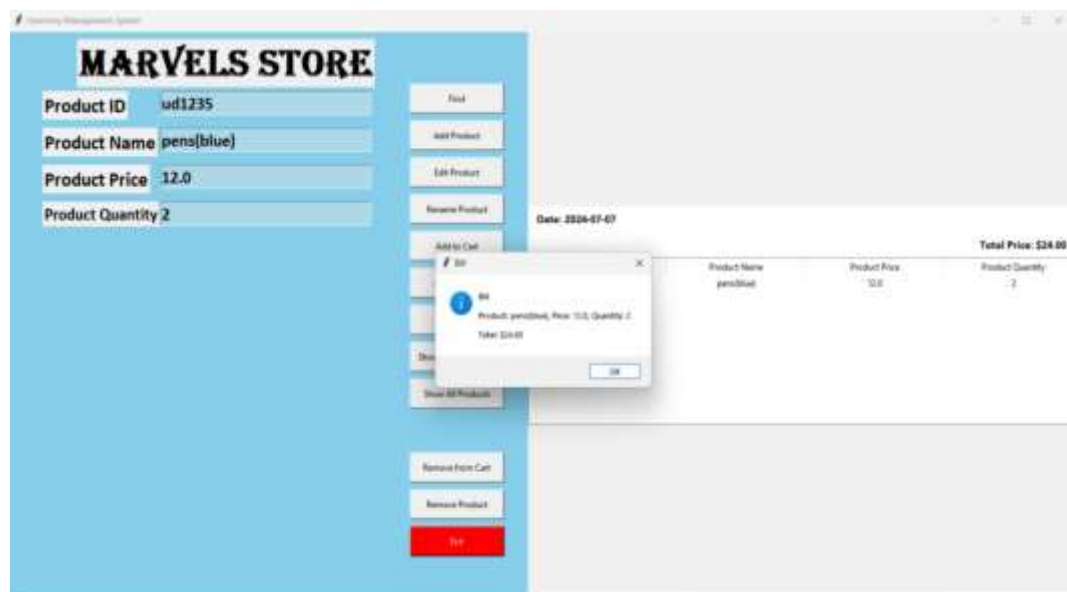 Inventory Management System
MARVELS STORE
Product ID ud1235
Product Name pens(blue)
Product Price 12.0
Product Quantity 2
Find
Add Product
Edit Product
Rename Product
Add to Cart
Show All Products
Remove from Cart
Remove Product
Exit
Date: 2024-07-07
Total Price: $24.00
Product Name Product Price Product Quantity
pens(blue) 12.0 2
Bill
Bill
Product: pens(blue), Price: 12.0, Quantity: 2
Total: $24.00
OK